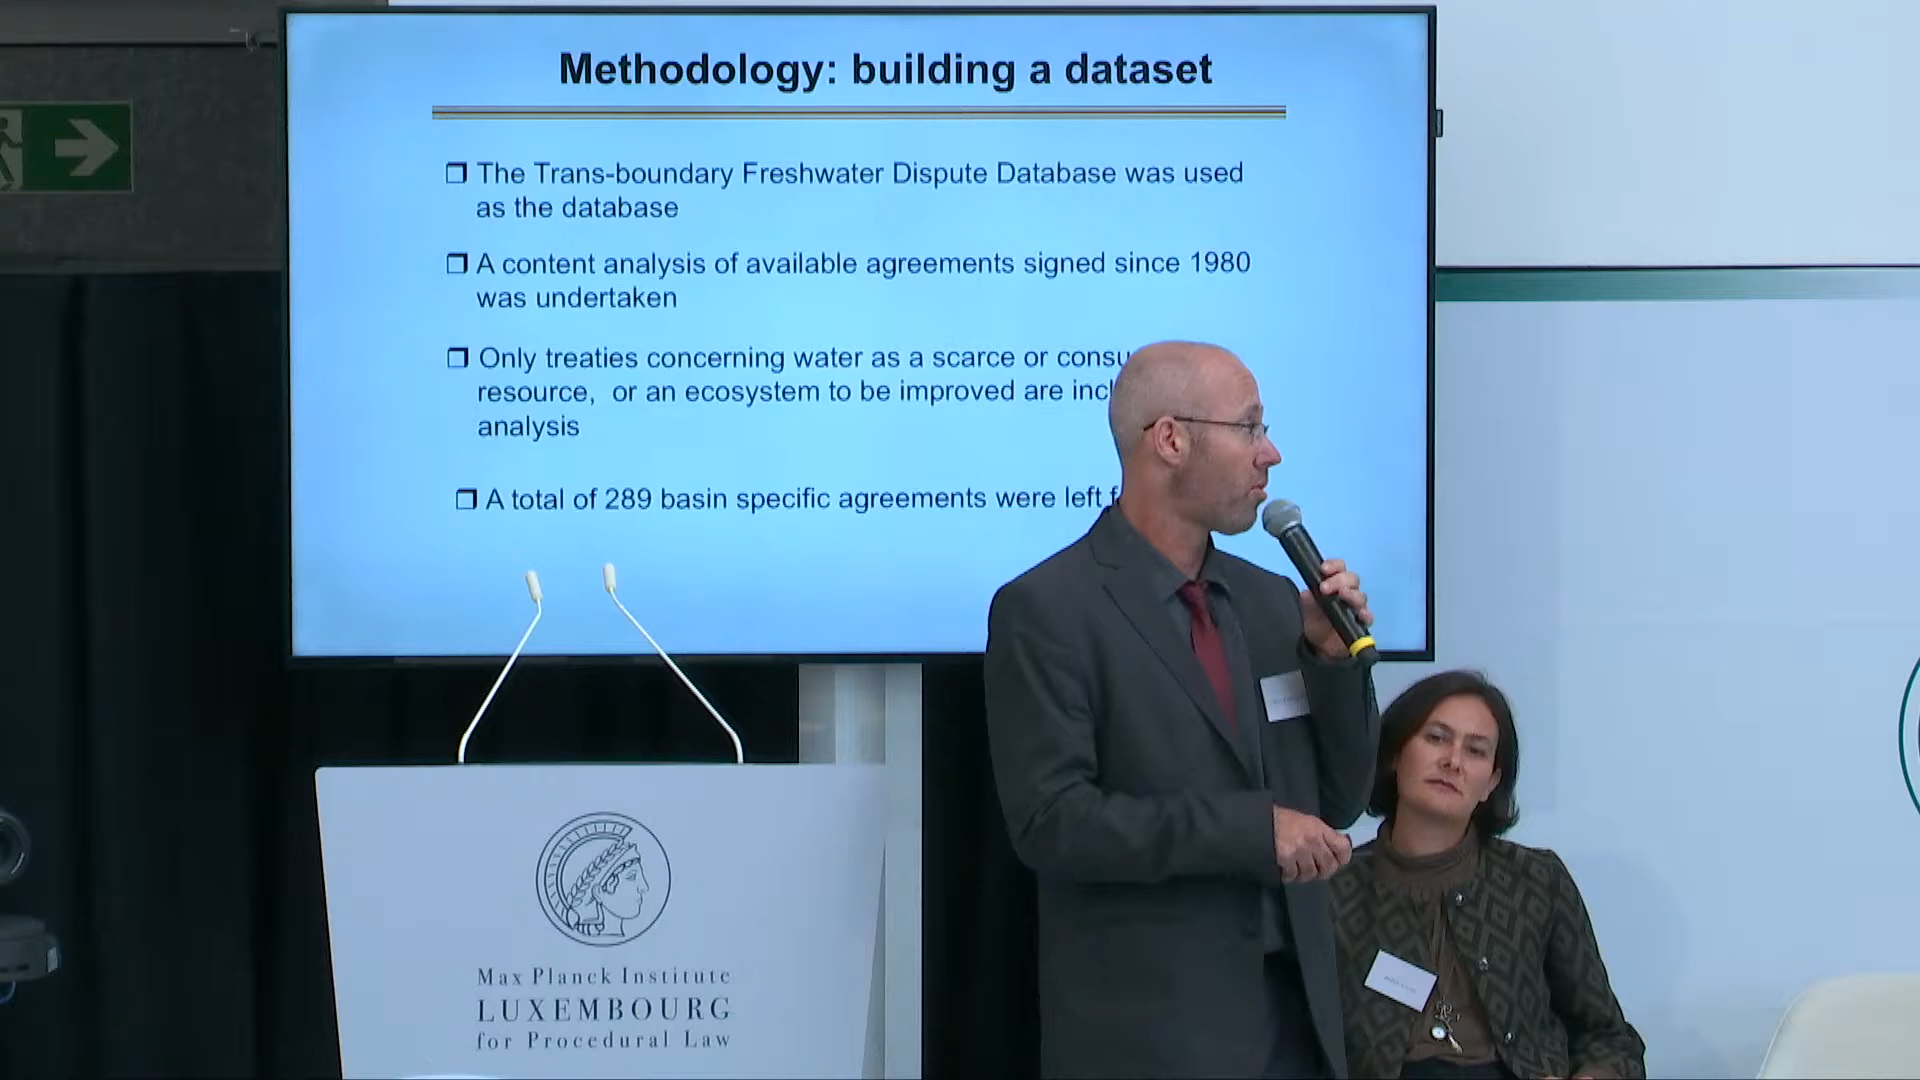 Methodology: building a dataset
The Trans-boundary Freshwater Dispute Database was used
as the database
A content analysis of available agreements signed since 1980
was undertaken
Only treaties concerning water as a scarce or
resource, or an ecosystem to be improved are
analysis
A total of 289 basin specific agreements were left
Max Planck Institute
LUXEMBOURG
for Procedural Law